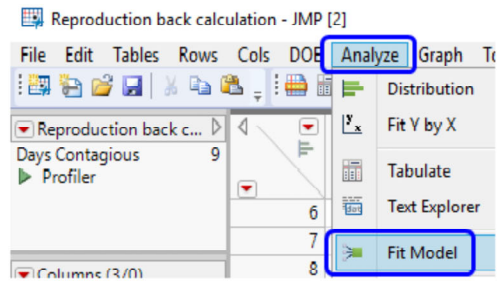 Reproduction back calculation - JMP [2]
File Edit Tables Rows Cols DOE Analyze Graph To
Distribution
Reproduction back c...
Fit Y by X
Days Contagious 9
Profiler
Tabulate
Text Explorer
6
7
Fit Model
Columns (3/0)
8